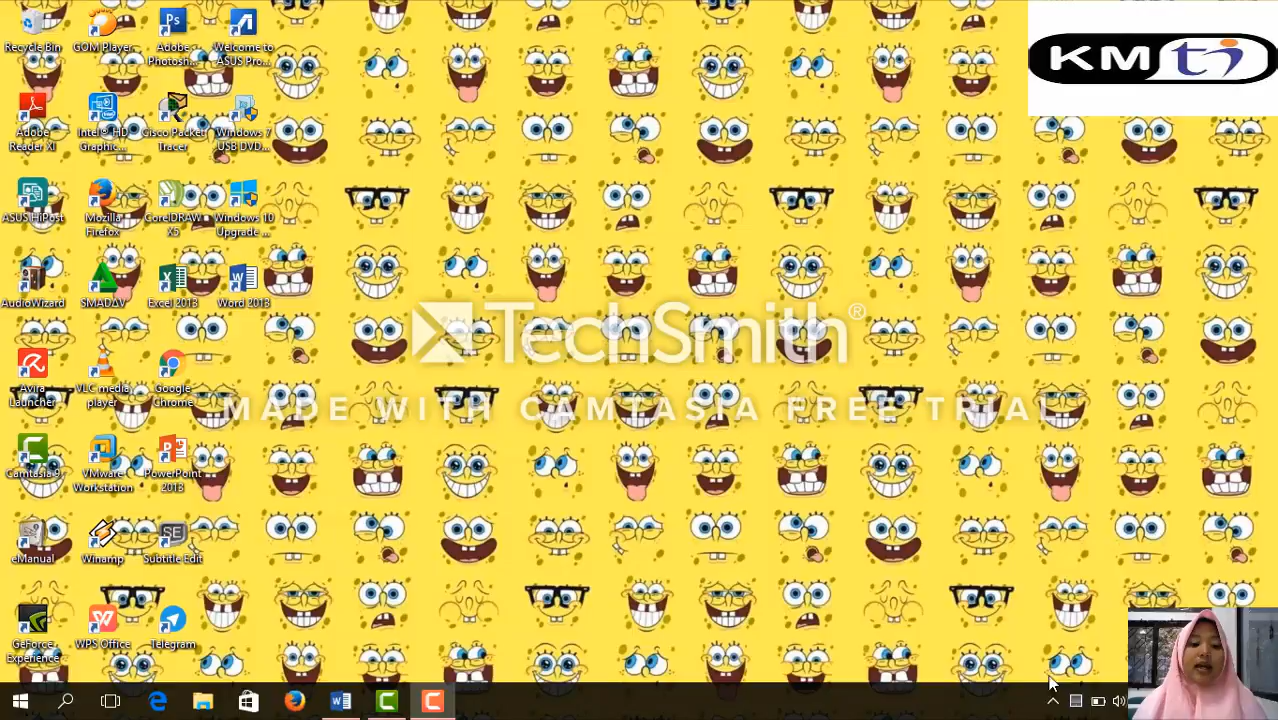 Recycle Bin
GOM Player
Adobe Photosh...
Welcome to ASUS Pro...
KMTI
Adobe Reader XI
Intel® HD Graphic...
Cisco Packet Tracer
Windows 7 USB DVD...
ASUS HiPost
Mozilla Firefox
CorelDRAW X5
Windows 10 Upgrade ...
AudioWizard
SMADΔV
Excel 2013
Word 2013
TechSmith®
Avira Launcher
VLC media player
Google Chrome
MADE WITH CAMTASIA FREE TRIAL
Camtasia 9
VMware Workstation
PowerPoint 2013
eManual
Winamp
Subtitle Edit
GeForce Experience
WPS Office
Telegram